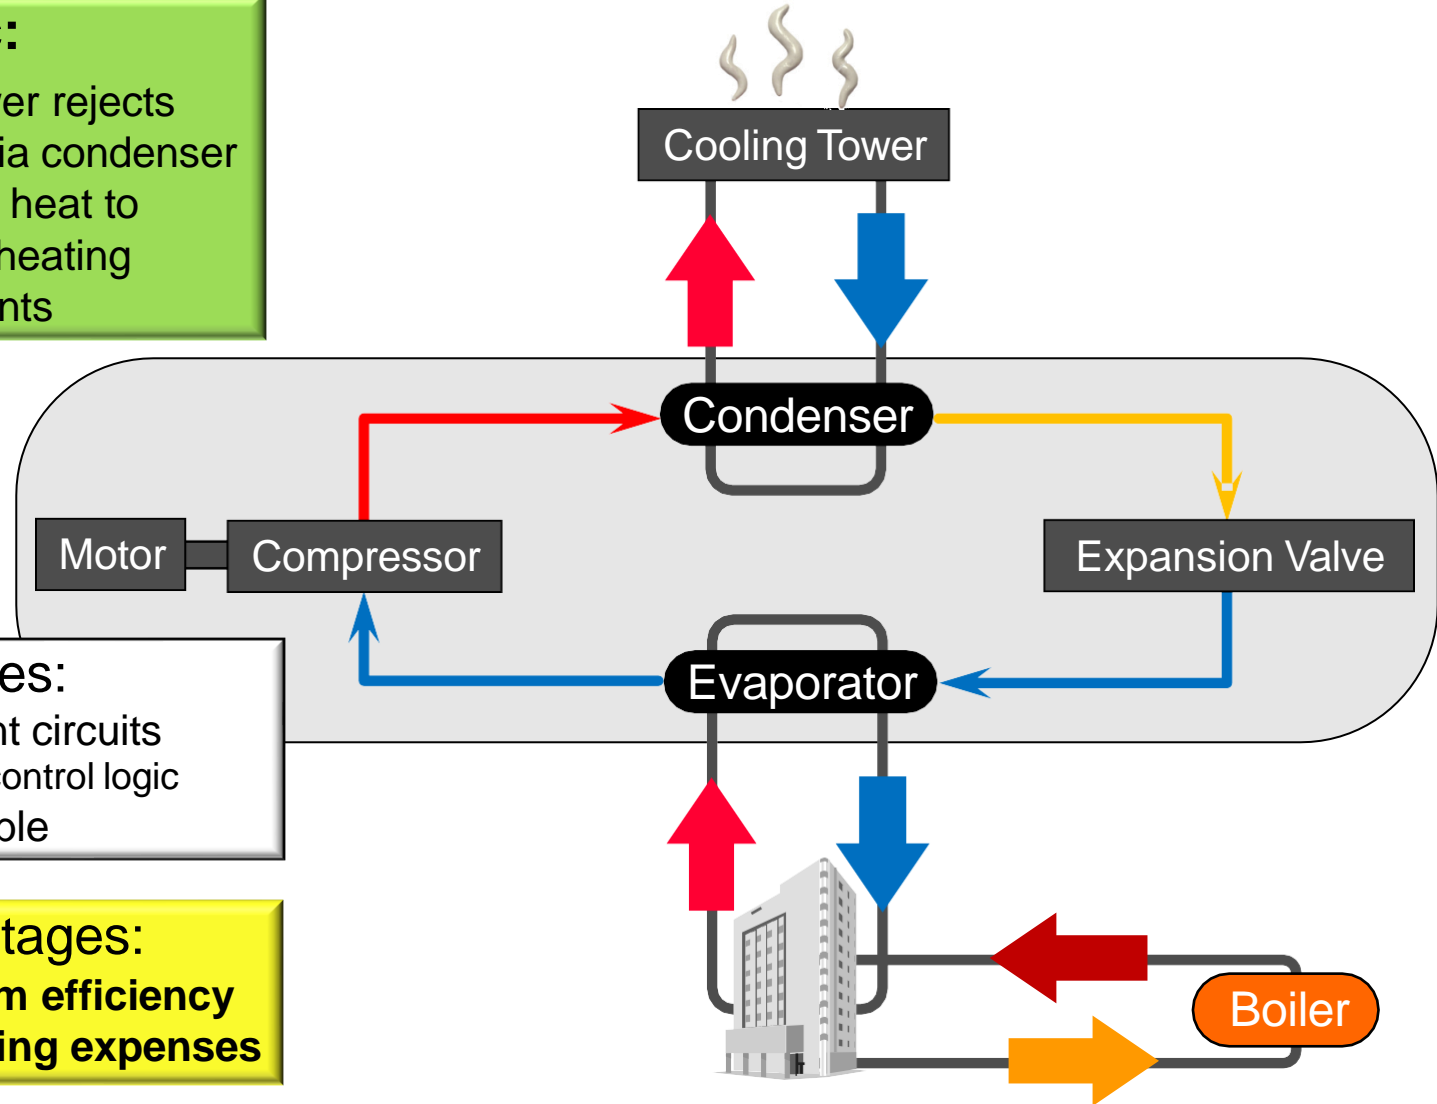 :
er rejects
ia condenser
heat to
heating
nts
Cooling Tower
Condenser
Motor
Compressor
Expansion Valve
Evaporator
es:
nt circuits
control logic
ble
tages:
m efficiency
ing expenses
Boiler